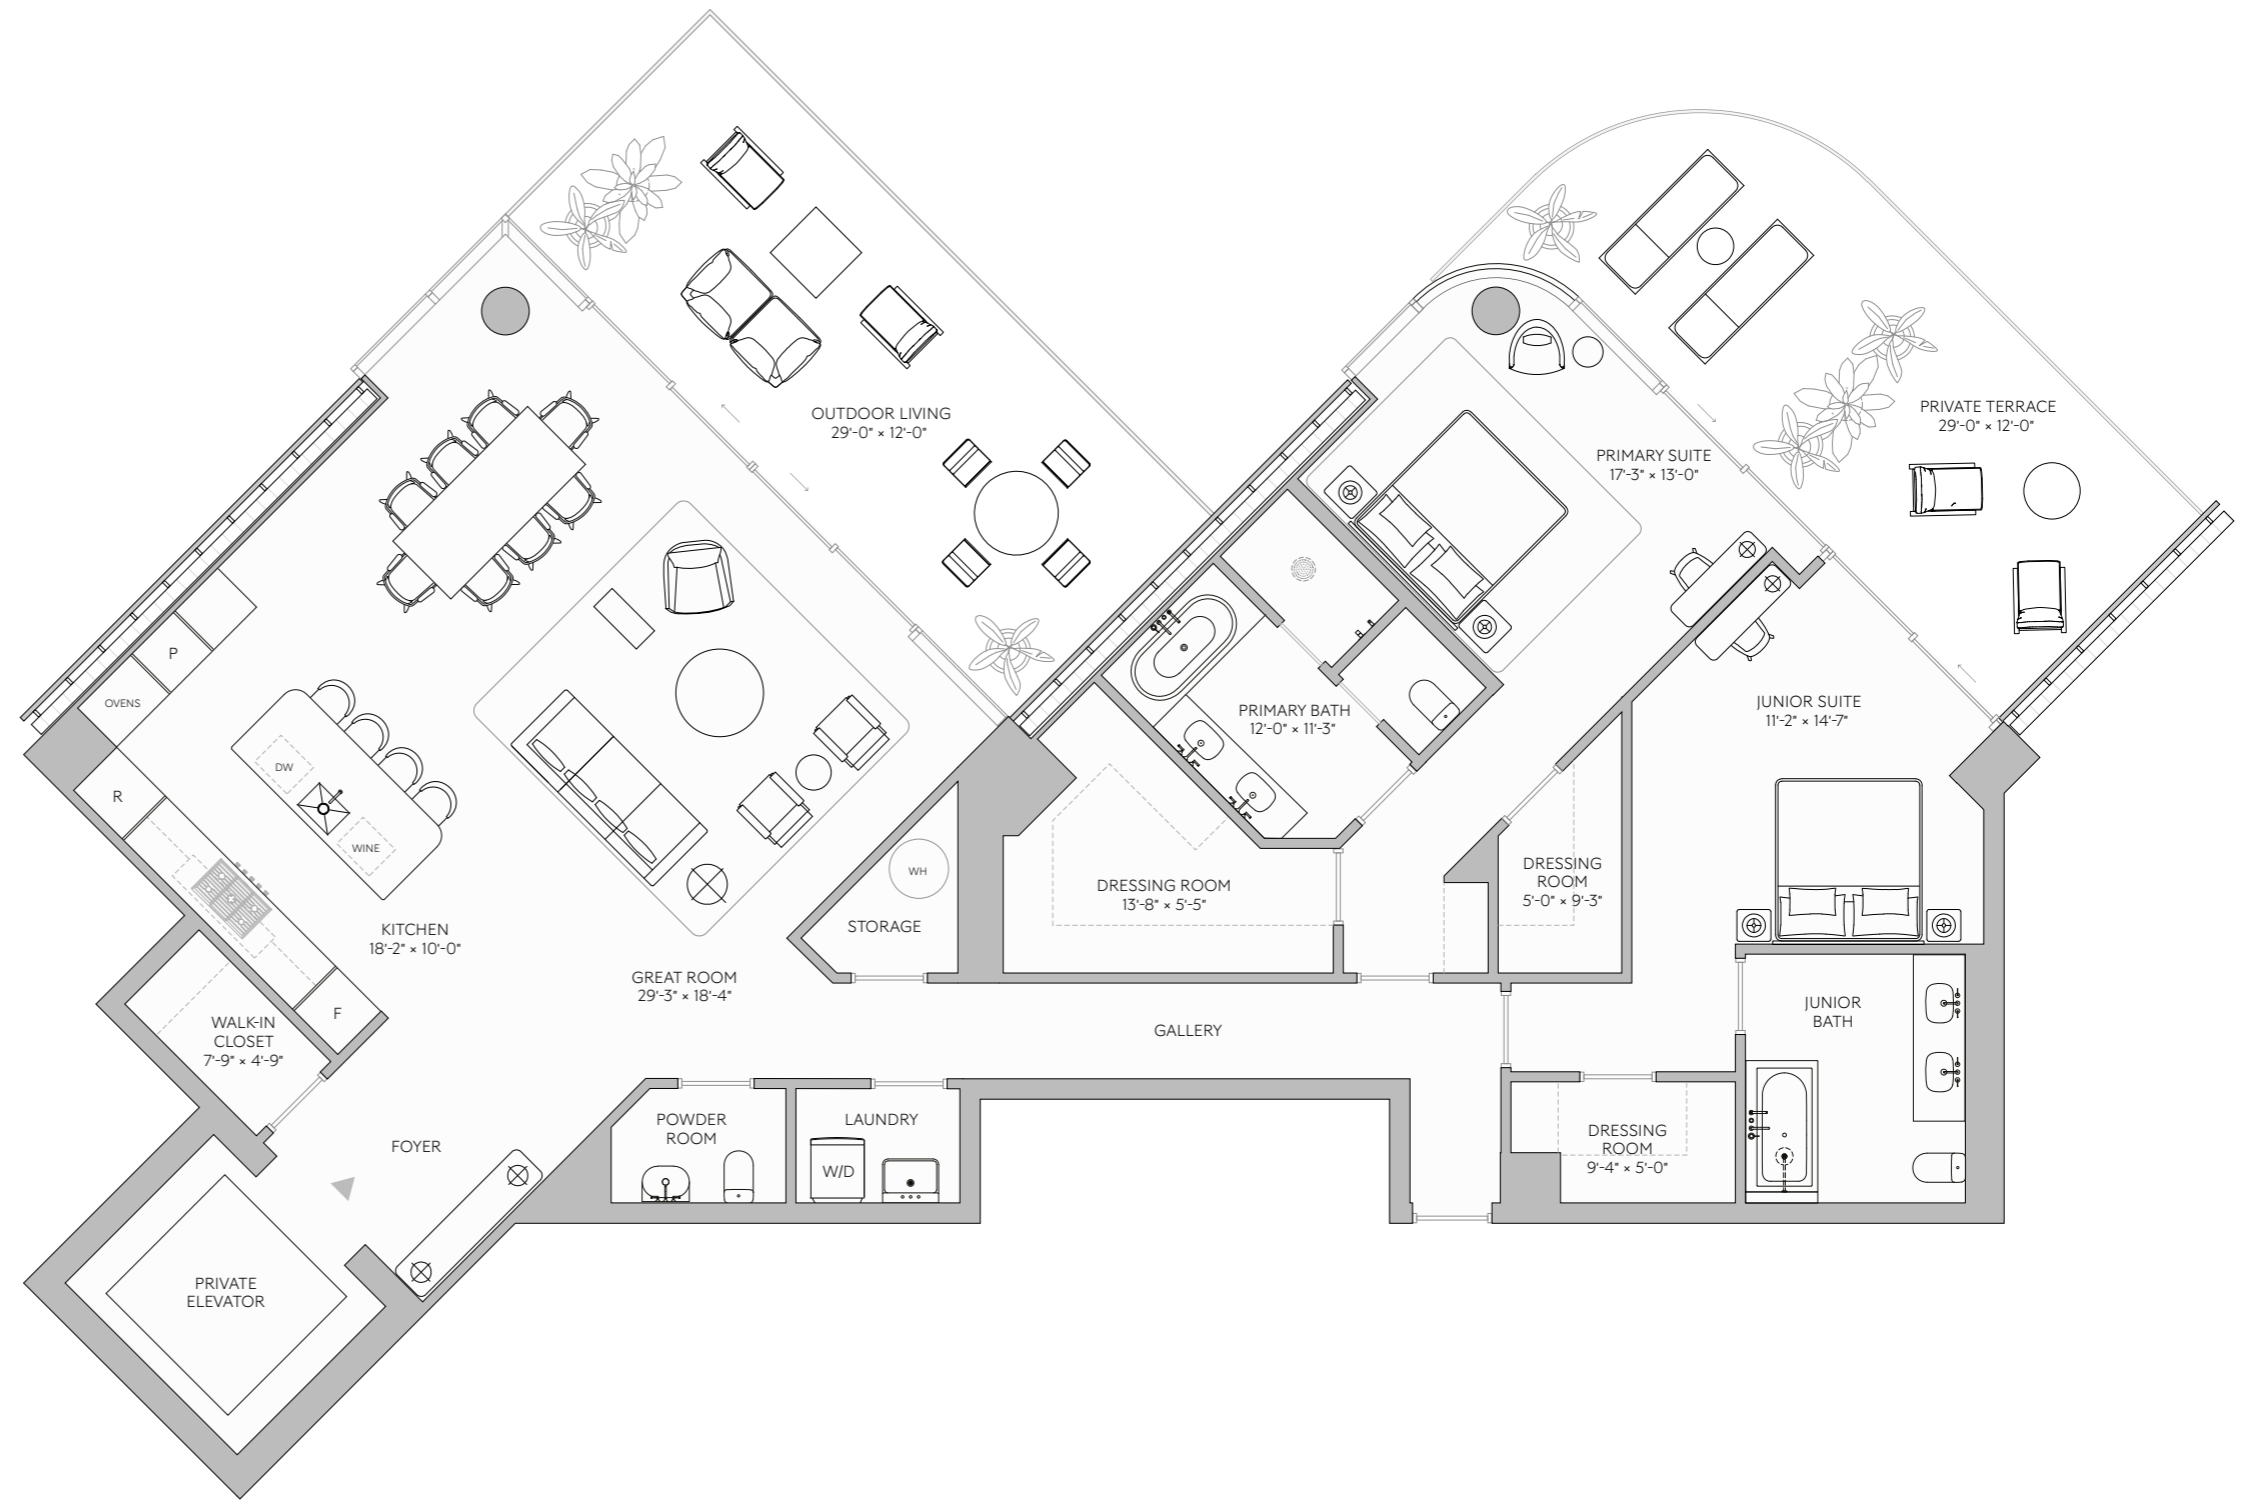 OUTDOOR LIVING
29'-0" × 12'-0"
PRIVATE TERRACE
29'-0" × 12'-0"
PRIMARY SUITE
17'-3" × 13'-0"
P
OVENS
R
DW
WINE
PRIMARY BATH
12'-0" × 11'-3"
JUNIOR SUITE
11'-2" × 14'-7"
WH
STORAGE
DRESSING ROOM
13'-8" × 5'-5"
DRESSING
ROOM
5'-0" × 9'-3"
KITCHEN
18'-2" × 10'-0"
GREAT ROOM
29'-3" × 18'-4"
F
WALK-IN
CLOSET
7'-9" × 4'-9"
GALLERY
JUNIOR
BATH
FOYER
POWDER
ROOM
LAUNDRY
W/D
DRESSING
ROOM
9'-4" × 5'-0"
PRIVATE
ELEVATOR